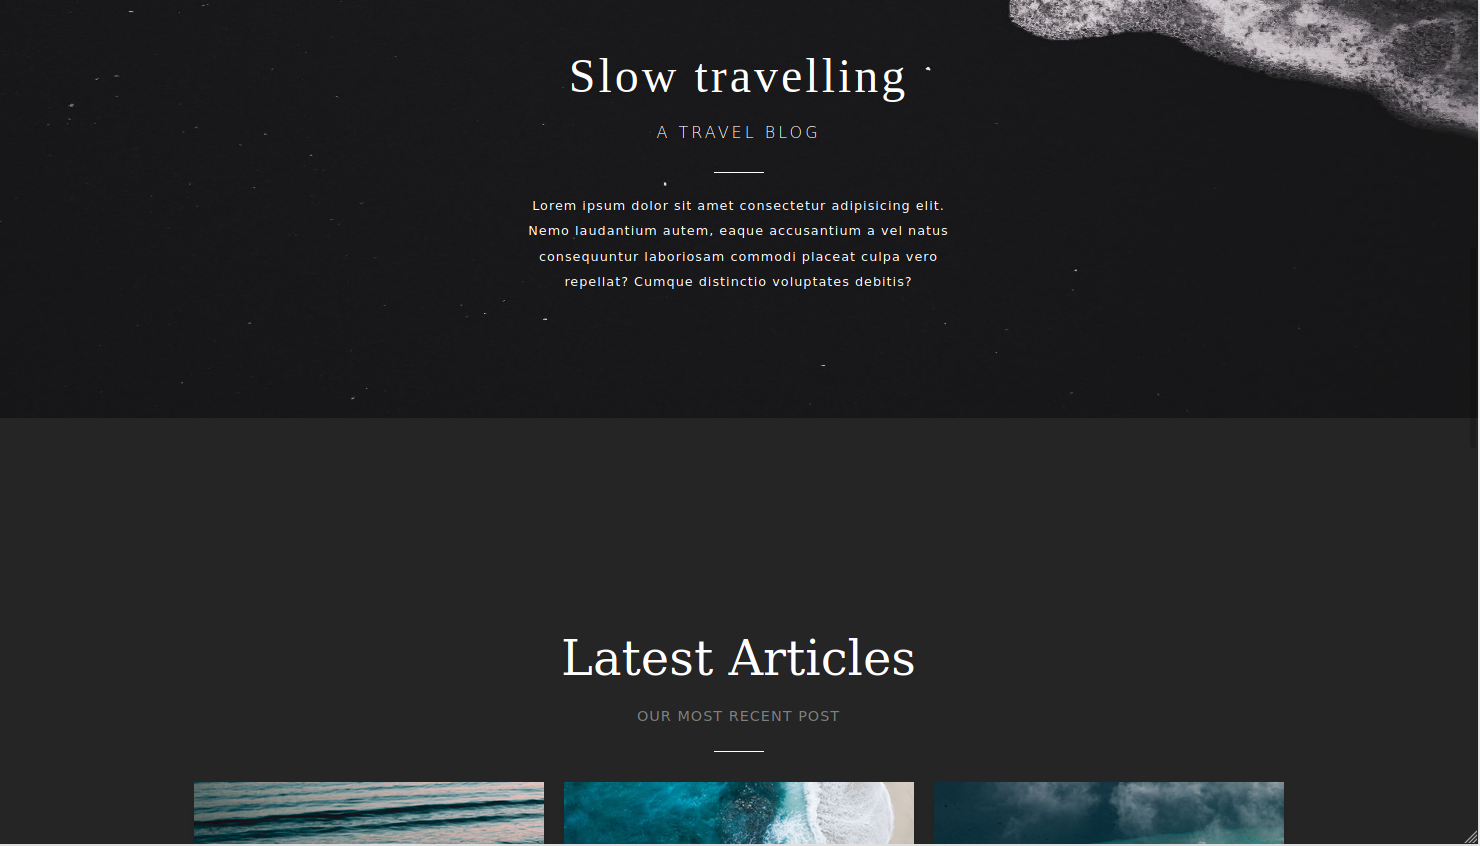 Slow travelling
A TRAVEL BLOG
Lorem ipsum dolor sit amet consectetur adipisicing elit.
Nemo laudantium autem, eaque accusantium a vel natus
consequuntur laboriosam commodi placeat culpa vero
repellat? Cumque distinctio voluptates debitis?
Latest Articles
OUR MOST RECENT POST